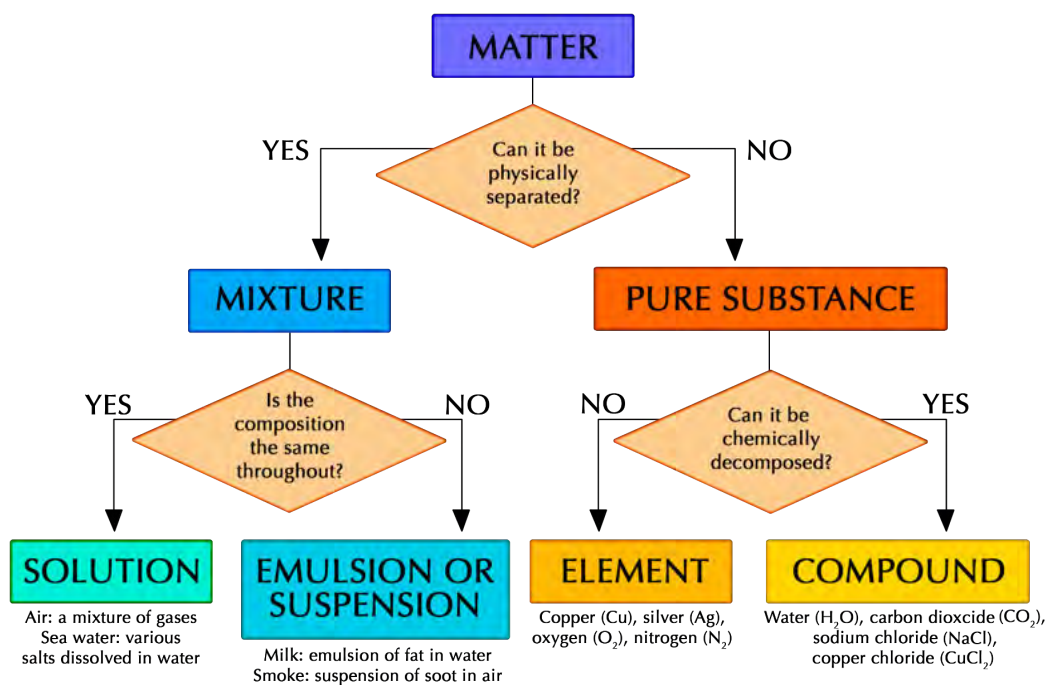 MATTER
YES
Can it be
physically
separated?
NO
MIXTURE
PURE SUBSTANCE
YES
Is the
composition
the same
throughout?
NO
NO
Can it be
chemically
decomposed?
YES
SOLUTION
Air: a mixture of gases
Sea water: various
salts dissolved in water
EMULSION OR
SUSPENSION
Milk: emulsion of fat in water
Smoke: suspension of soot in air
ELEMENT
Copper (Cu), silver (Ag),
oxygen (O₂), nitrogen (N₂)
COMPOUND
Water (H₂O), carbon dioxcide (CO₂),
sodium chloride (NaCl),
copper chloride (CuCl₂)